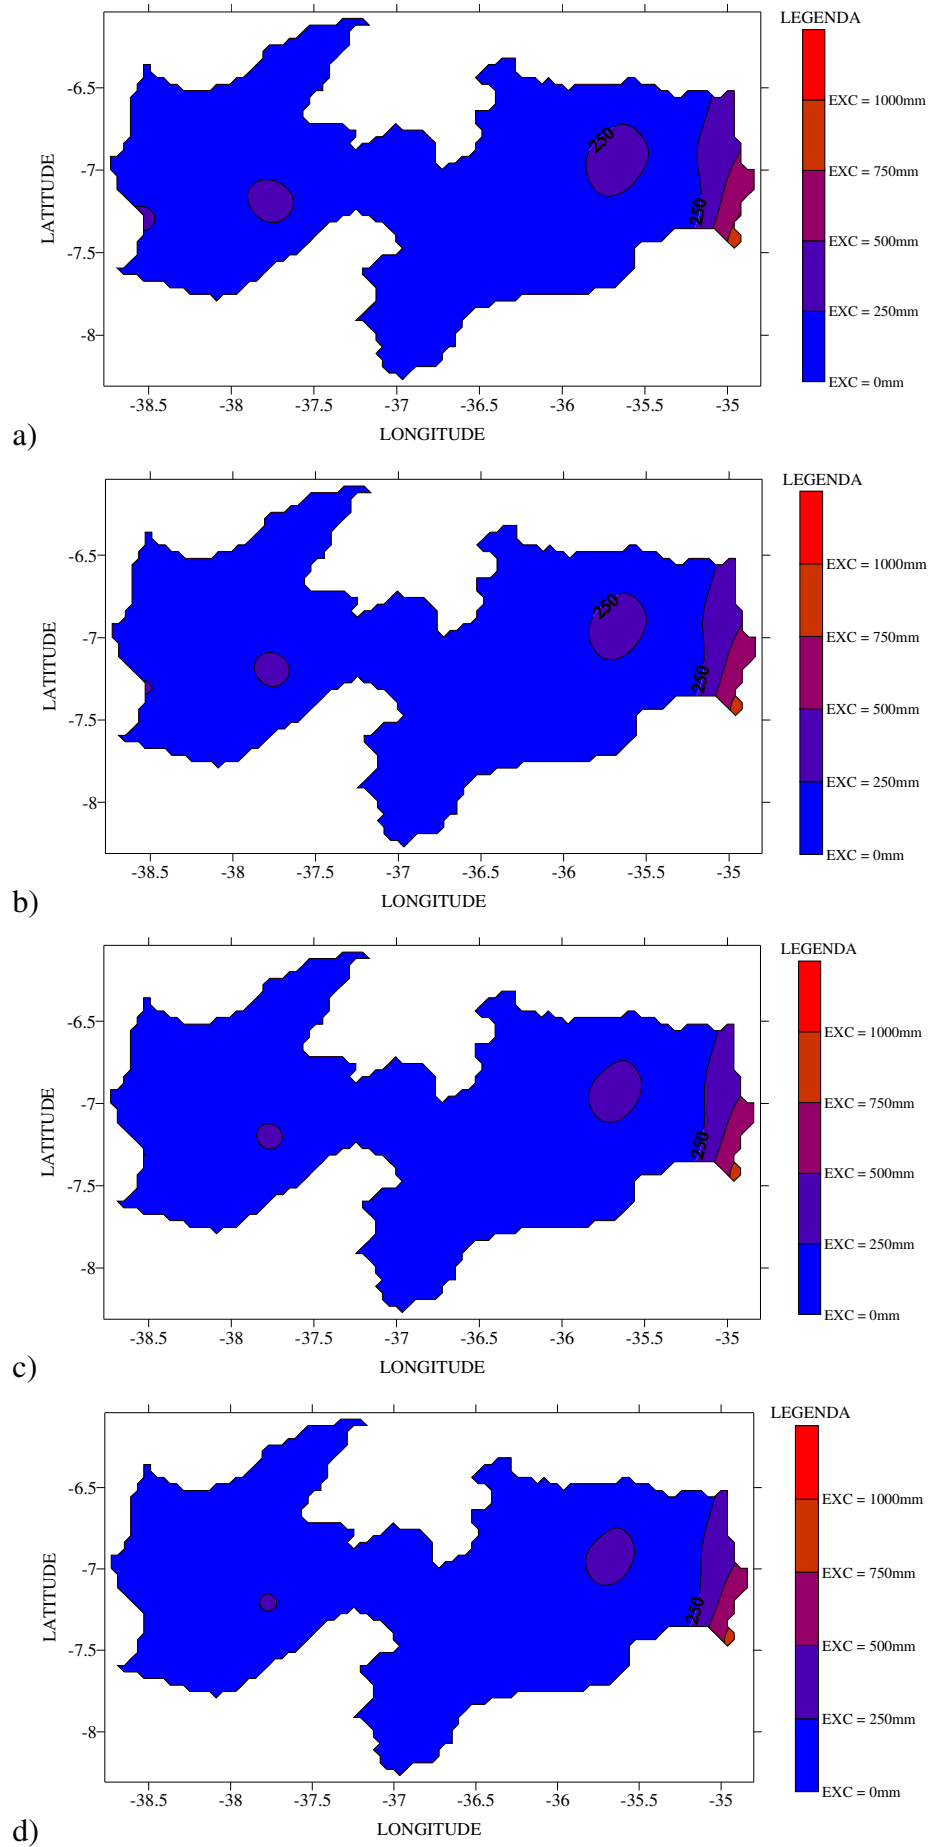 LEGENDA
EXC = 1000mm
EXC = 750mm
EXC = 500mm
EXC = 250mm
EXC = 0mm
LATITUDE
-6.5
-7
-7.5
-8
250
250
-38.5 -38 -37.5 -37 -36.5 -36 -35.5 -35
LONGITUDE
a)
LEGENDA
EXC = 1000mm
EXC = 750mm
EXC = 500mm
EXC = 250mm
EXC = 0mm
LATITUDE
-6.5
-7
-7.5
-8
250
250
-38.5 -38 -37.5 -37 -36.5 -36 -35.5 -35
LONGITUDE
b)
LEGENDA
EXC = 1000mm
EXC = 750mm
EXC = 500mm
EXC = 250mm
EXC = 0mm
LATITUDE
-6.5
-7
-7.5
-8
250
-38.5 -38 -37.5 -37 -36.5 -36 -35.5 -35
LONGITUDE
c)
LEGENDA
EXC = 1000mm
EXC = 750mm
EXC = 500mm
EXC = 250mm
EXC = 0mm
LATITUDE
-6.5
-7
-7.5
-8
250
-38.5 -38 -37.5 -37 -36.5 -36 -35.5 -35
LONGITUDE
d)